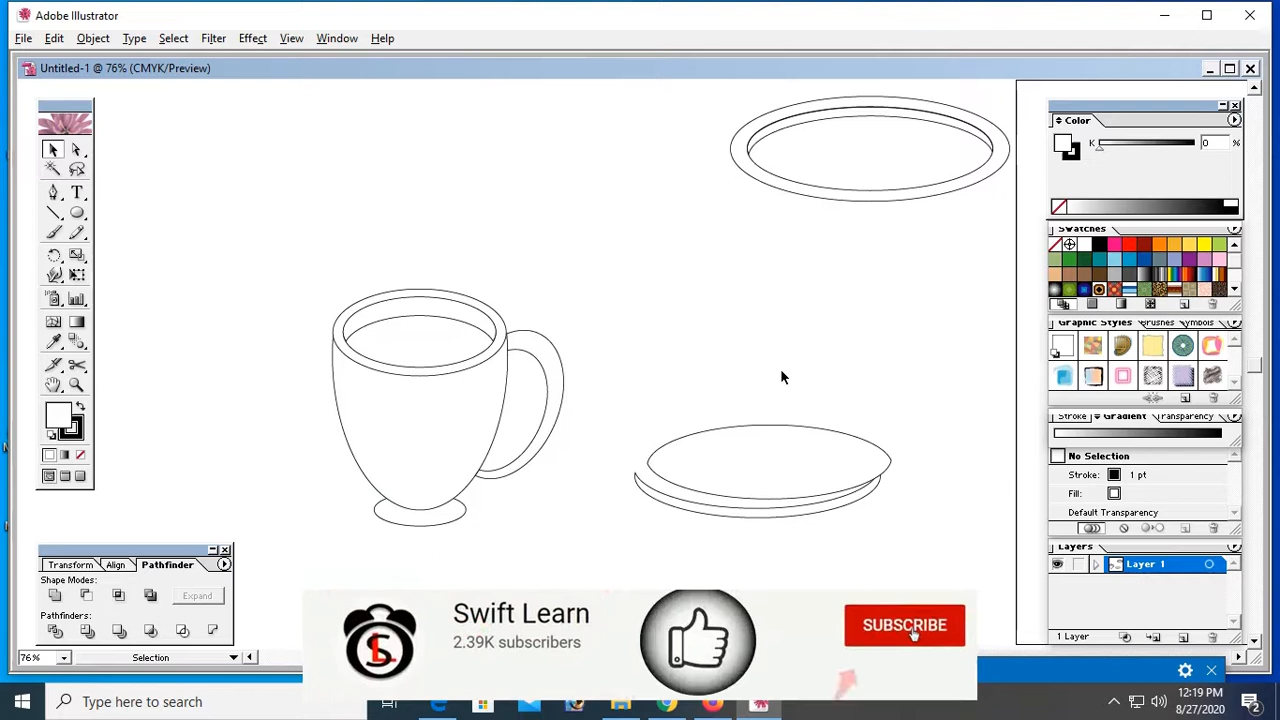 Adobe Illustrator
File Edit Object Type Select Filter Effect View Window Help
Untitled-1 @ 76% (CMYK/Preview)
Color
K 0 %
Swatches
Graphic Styles Brushes Symbols
Stroke Gradient Transparency
No Selection
Stroke: 1 pt
Fill:
Default Transparency
Layers
Layer 1
1 Layer
Transform Align Pathfinder
Shape Modes:
Expand
Pathfinders:
76% Selection
Swift Learn
2.39K subscribers
SUBSCRIBE
Type here to search
12:19 PM
8/27/2020
2